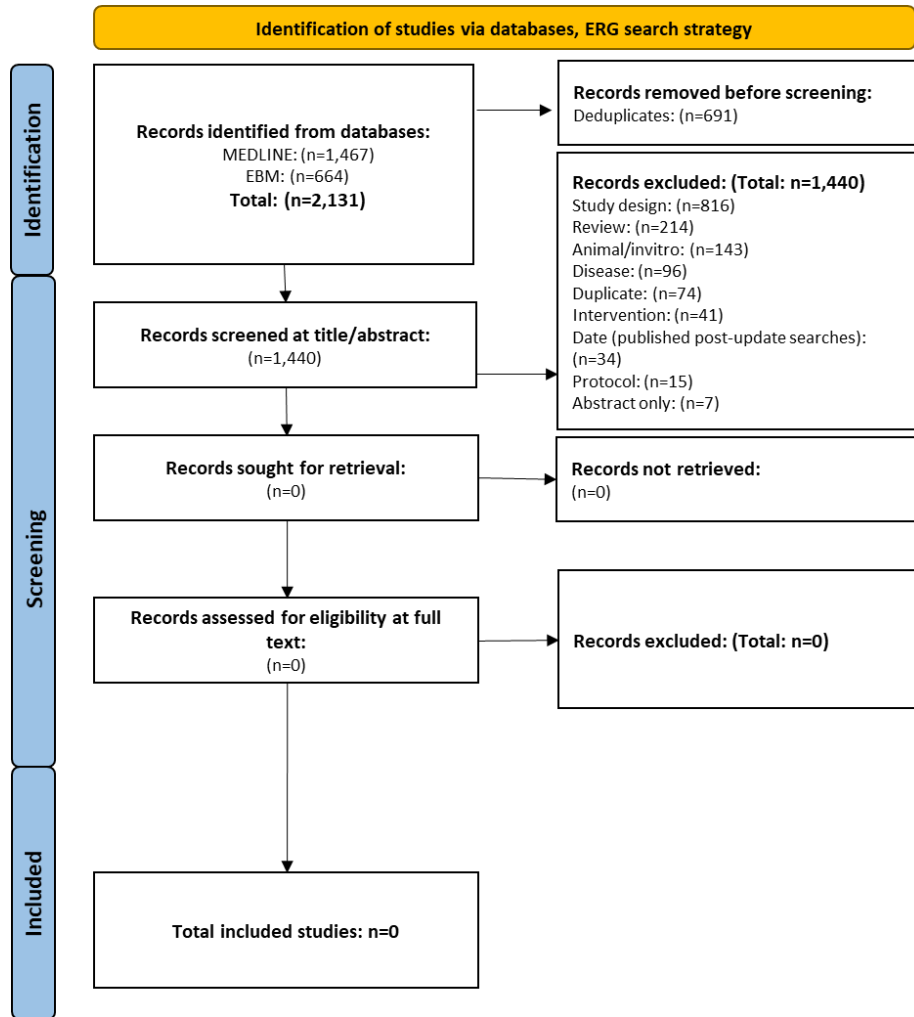 Identification of studies via databases, ERG search strategy
Identification
Records identified from databases:
MEDLINE: (n=1,467)
EBM: (n=664)
Total: (n=2,131)
Records removed before screening:
Deduplicates: (n=691)
Records excluded: (Total: n=1,440)
Study design: (n=816)
Review: (n=214)
Animal/invitro: (n=143)
Disease: (n=96)
Duplicate: (n=74)
Intervention: (n=41)
Date (published post-update searches):
(n=34)
Protocol: (n=15)
Abstract only: (n=7)
Screening
Records screened at title/abstract:
(n=1,440)
Records sought for retrieval:
(n=0)
Records not retrieved:
(n=0)
Records assessed for eligibility at full
text:
(n=0)
Records excluded: (Total: n=0)
Included
Total included studies: n=0